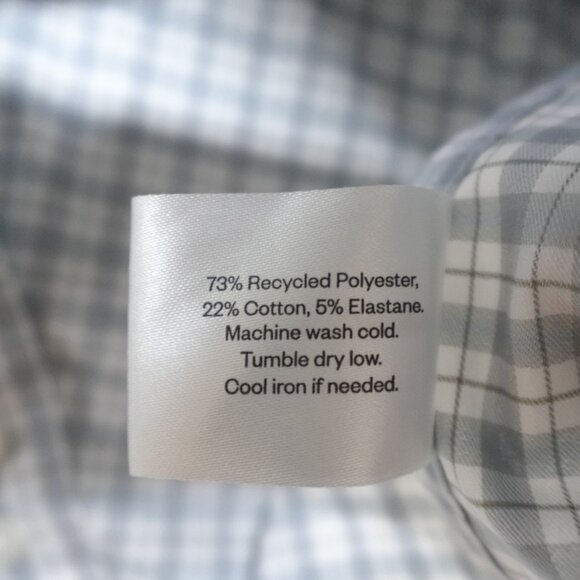 73% Recycled Polyester,
22% Cotton, 5% Elastane.
Machine wash cold.
Tumble dry low.
Cool iron if needed.